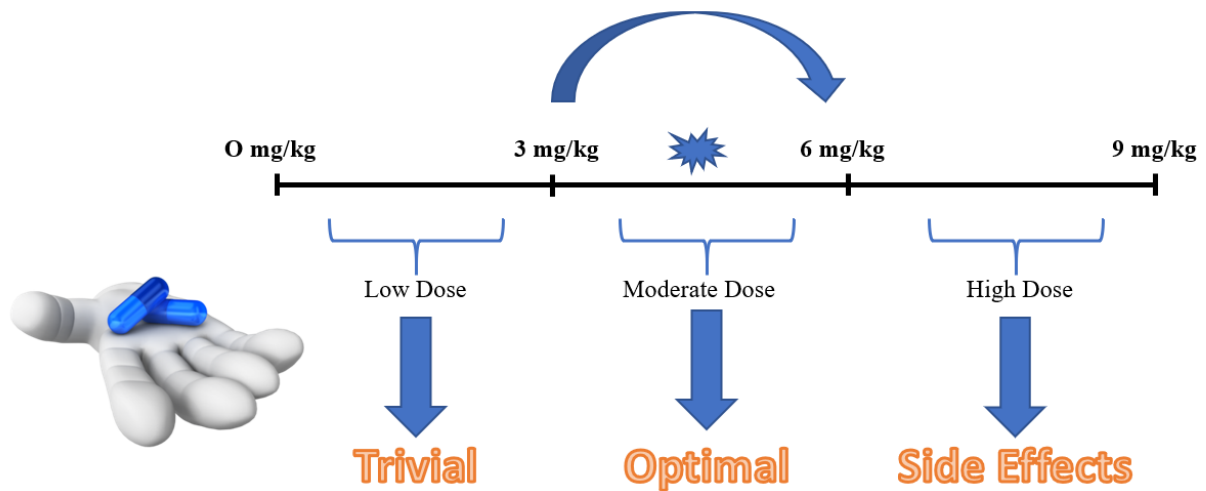 O mg/kg 3 mg/kg 6 mg/kg 9 mg/kg
Low Dose Moderate Dose High Dose
Trivial Optimal Side Effects